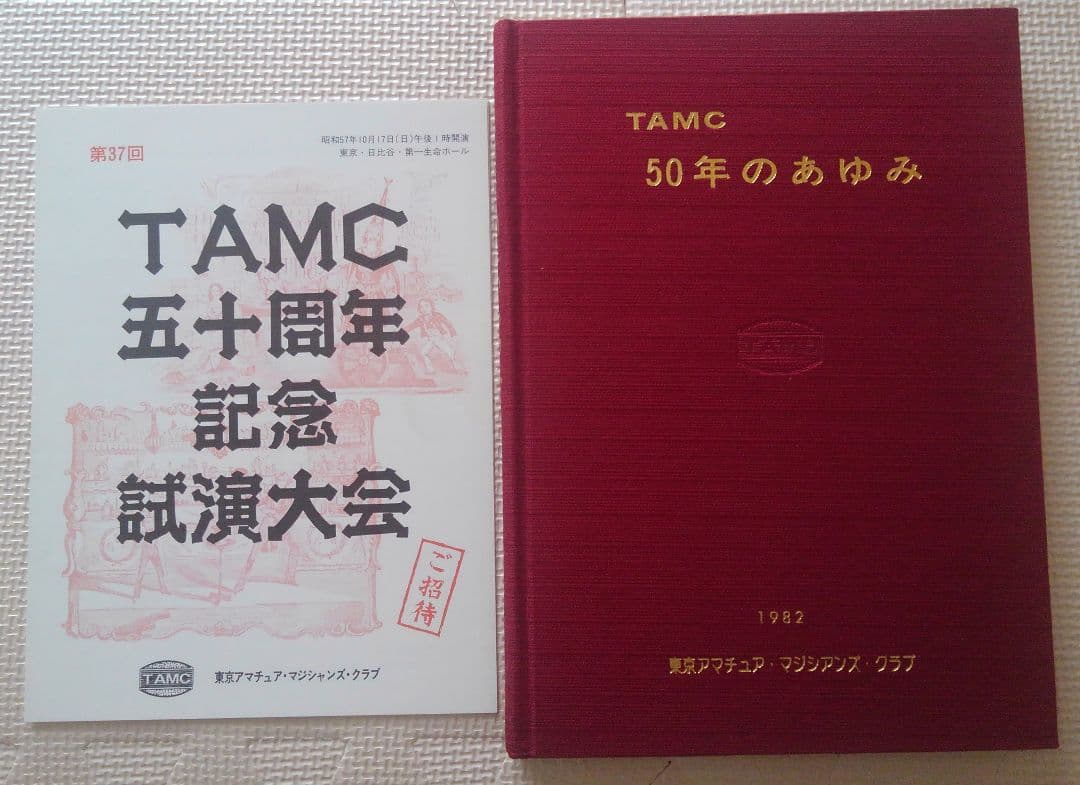 第37回
昭和57年10月17日(日)午後1時開演
東京・日比谷・第一生命ホール
TAMC
五十周年
記念
試演大会
ご招待
TAMC
東京アマチュア・マジシャンズ・クラブ
TAMC
50年のあゆみ
TAMC
1982
東京アマチュア・マジシアンズ・クラブ